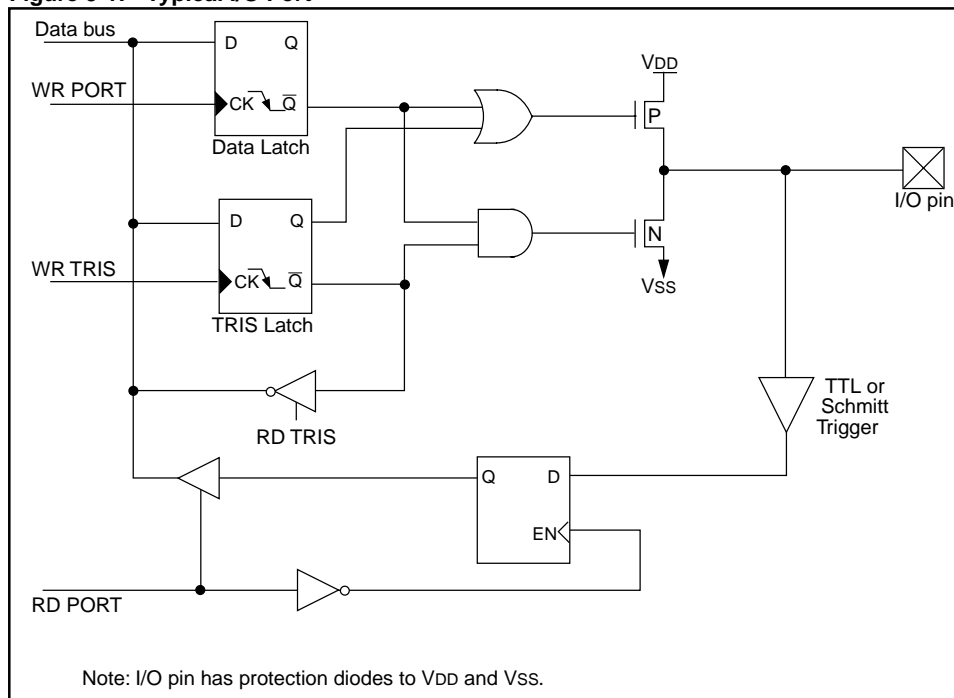 Data bus
D Q
VDD
WR PORT
CK Q
P
Data Latch
I/O pin
D Q
N
WR TRIS
CK Q
VSS
TRIS Latch
TTL or
Schmitt
Trigger
RD TRIS
Q D
EN
RD PORT
Note: I/O pin has protection diodes to VDD and VSS.